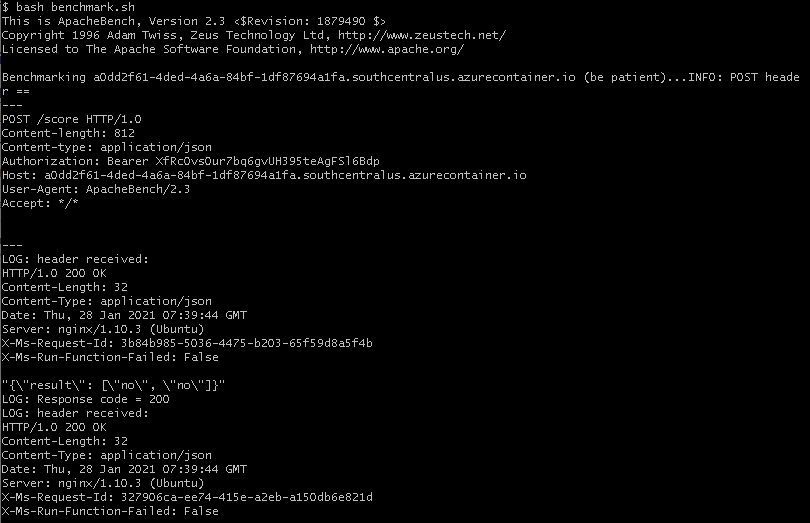 $ bash benchmark.sh
This is ApacheBench, Version 2.3 <$Revision: 1879490 $>
Copyright 1996 Adam Twiss, Zeus Technology Ltd, http://www.zeustech.net/
Licensed to The Apache Software Foundation, http://www.apache.org/
Benchmarking a0dd2f61-4ded-4a6a-84bf-1df87694a1fa.southcentralus.azurecontainer.io (be patient)...INFO: POST heade
r ==
---
POST /score HTTP/1.0
Content-length: 812
Content-type: application/json
Authorization: Bearer XfRc0vs0ur7bq6gvUH395teAgFSl6Bdp
Host: a0dd2f61-4ded-4a6a-84bf-1df87694a1fa.southcentralus.azurecontainer.io
User-Agent: ApacheBench/2.3
Accept: */*
---
LOG: header received:
HTTP/1.0 200 OK
Content-Length: 32
Content-Type: application/json
Date: Thu, 28 Jan 2021 07:39:44 GMT
Server: nginx/1.10.3 (Ubuntu)
X-Ms-Request-Id: 3b84b985-5036-4475-b203-65f59d8a5f4b
X-Ms-Run-Function-Failed: False
"{\"result\": [\"no\", \"no\"]}"
LOG: Response code = 200
LOG: header received:
HTTP/1.0 200 OK
Content-Length: 32
Content-Type: application/json
Date: Thu, 28 Jan 2021 07:39:44 GMT
Server: nginx/1.10.3 (Ubuntu)
X-Ms-Request-Id: 327906ca-ee74-415e-a2eb-a150db6e821d
X-Ms-Run-Function-Failed: False